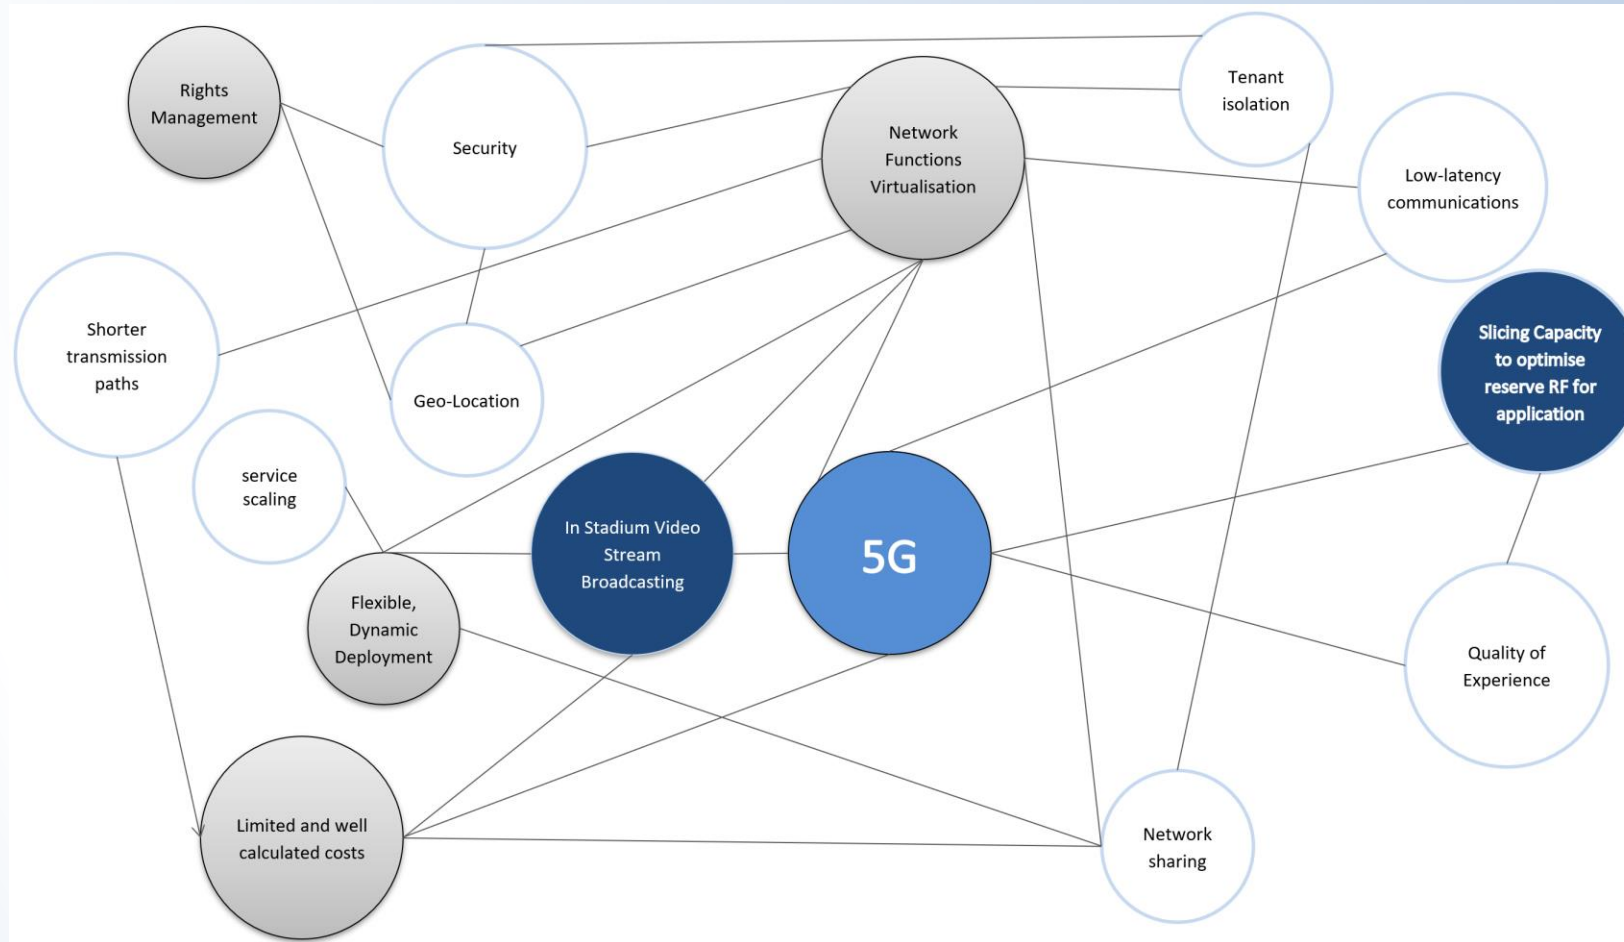 Rights
Management
Security
Network
Functions
Virtualisation
Tenant
isolation
Low-latency
communications
Shorter
transmission
paths
Geo-Location
Slicing Capacity
to optimise
reserve RF for
application
service
scaling
In Stadium Video
Stream
Broadcasting
5G
Flexible,
Dynamic
Deployment
Quality of
Experience
Limited and well
calculated costs
Network
sharing